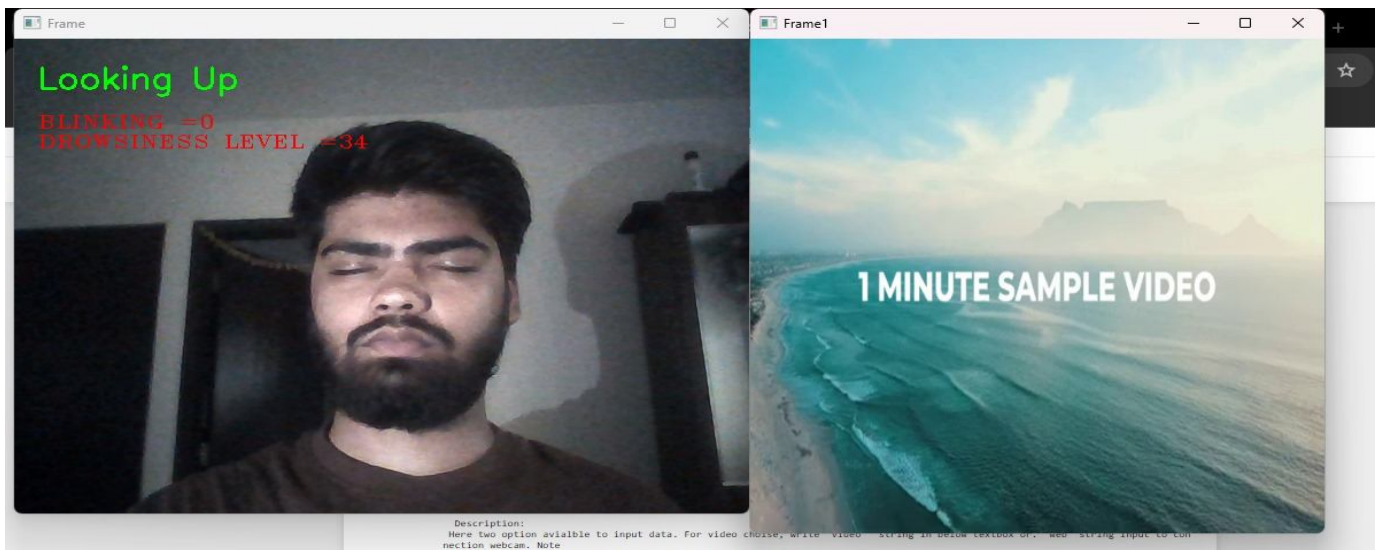 Frame
Looking Up
BLINKING =0
DROWSINESS LEVEL =34
Frame1
1 MINUTE SAMPLE VIDEO
Description:
Here two option avialble to input data. For video choise, write "video" string in below textbox or. "web" string input to con
nection webcam. Note